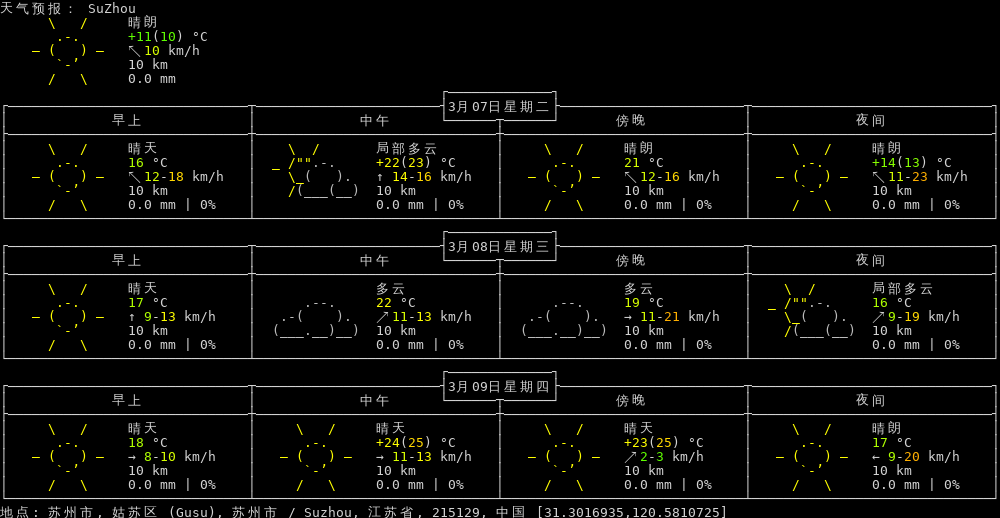 天气预报: SuZhou
晴朗
+11(10) °C
↖ 10 km/h
10 km
0.0 mm
3月07日星期二
早上 中午 傍晚 夜间
晴天 局部多云 晴朗 晴朗
16 °C +22(23) °C 21 °C +14(13) °C
↖ 12-18 km/h ↑ 14-16 km/h ↖ 12-16 km/h ↖ 11-23 km/h
10 km 10 km 10 km 10 km
0.0 mm | 0% 0.0 mm | 0% 0.0 mm | 0% 0.0 mm | 0%
3月08日星期三
早上 中午 傍晚 夜间
晴天 多云 多云 局部多云
17 °C 22 °C 19 °C 16 °C
↑ 9-13 km/h ↗ 11-13 km/h → 11-21 km/h ↗ 9-19 km/h
10 km 10 km 10 km 10 km
0.0 mm | 0% 0.0 mm | 0% 0.0 mm | 0% 0.0 mm | 0%
3月09日星期四
早上 中午 傍晚 夜间
晴天 晴天 晴天 晴朗
18 °C +24(25) °C +23(25) °C 17 °C
→ 8-10 km/h → 11-13 km/h ↗ 2-3 km/h ← 9-20 km/h
10 km 10 km 10 km 10 km
0.0 mm | 0% 0.0 mm | 0% 0.0 mm | 0% 0.0 mm | 0%
地点: 苏州市, 姑苏区 (Gusu), 苏州市 / Suzhou, 江苏省, 215129, 中国 [31.3016935,120.5810725]